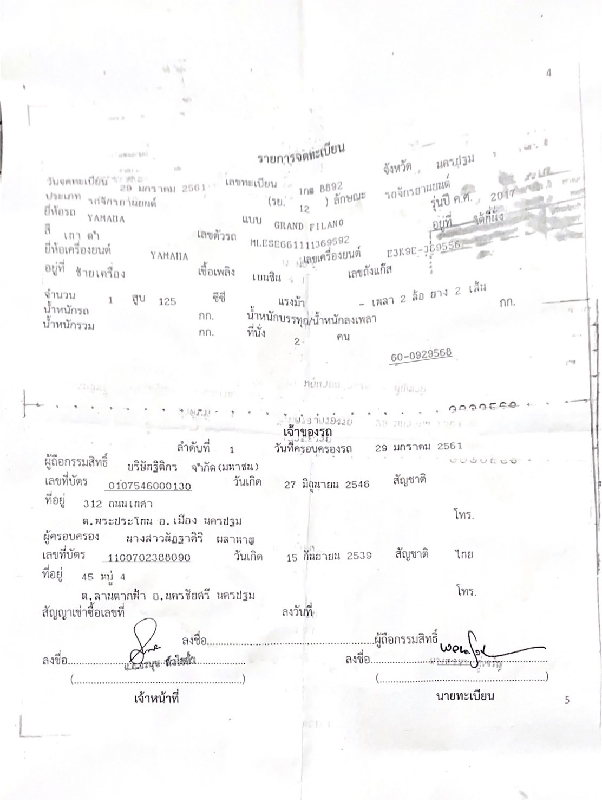 4
รายการจดทะเบียน
วันจดทะเบียน 29 มกราคม 2561 เลขทะเบียน 1กต 8892 จังหวัด นครปฐม
ประเภท รถจักรยานยนต์ (รย. 12 ) ลักษณะ รถจักรยานยนต์
ยี่ห้อรถ YAMAHA แบบ GRAND FILANO รุ่นปี ค.ศ. 2017
สี เทา ดำ เลขตัวรถ อยู่ที่ ใต้ที่นั่ง
ยี่ห้อเครื่องยนต์ YAMAHA เลขเครื่องยนต์ E3K9E-369556
อยู่ที่ ซ้ายเครื่อง เชื้อเพลิง เบนซิน เลขถังแก๊ส
จำนวน 1 สูบ 125 ซีซี แรงม้า - เพลา 2 ล้อ ยาง 2 เส้น
น้ำหนักรถ กก. น้ำหนักบรรทุก/น้ำหนักลงเพลา กก.
น้ำหนักรวม กก. ที่นั่ง 2 คน
60-0929558
เจ้าของรถ
ลำดับที่ 1 วันที่ครอบครองรถ 29 มกราคม 2561
ผู้ถือกรรมสิทธิ์ บริษัทฐิติกร จำกัด(มหาชน)
เลขที่บัตร 0107546000130 วันเกิด 27 มิถุนายน 2546 สัญชาติ
ที่อยู่ 312 ถนนเทศา
ต.พระประโทน อ.เมือง นครปฐม โทร.
ผู้ครอบครอง ผลาหาญ
เลขที่บัตร 1100702388090 วันเกิด 15 กันยายน 2539 สัญชาติ ไทย
ที่อยู่ 45 หมู่ 4
ต.ลานตากฟ้า อ.นครชัยศรี นครปฐม โทร.
สัญญาเช่าซื้อเลขที่ ลงวันที่
ลงชื่อ ผู้ถือกรรมสิทธิ์
ลงชื่อ ลงชื่อ
( ) ( )
เจ้าหน้าที่ นายทะเบียน
5